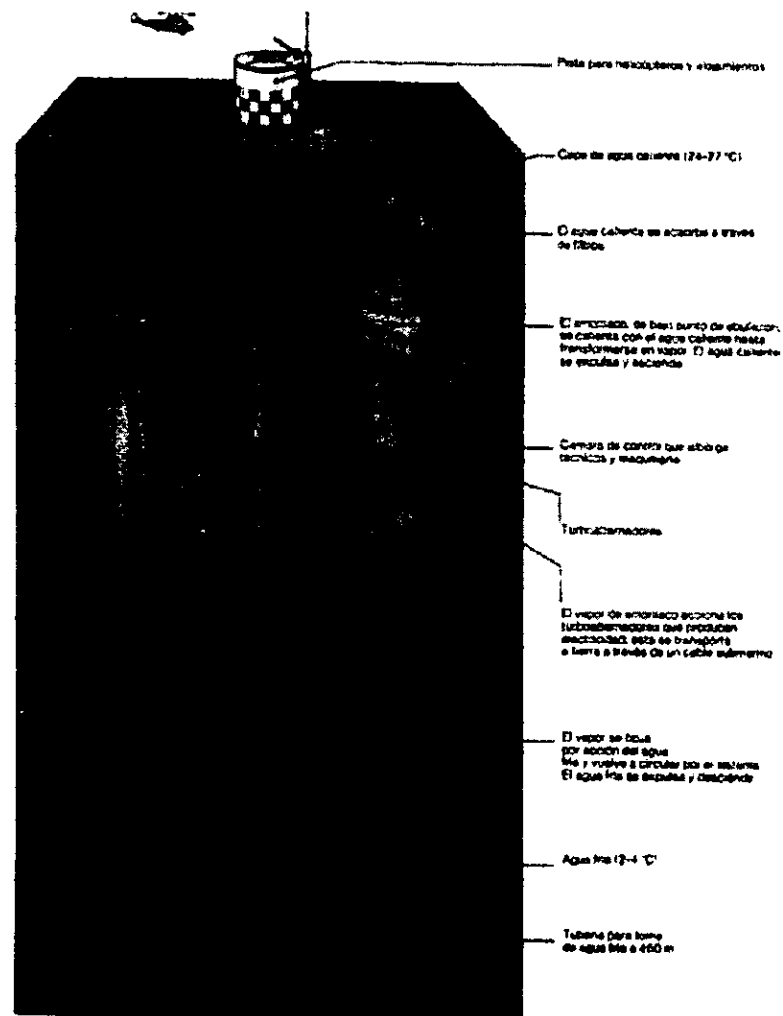 Pista para helicópteros y alojamientos
Capa de agua caliente (24-27 °C)
El agua caliente se absorbe a través
de filtros
El amoníaco, de bajo punto de ebullición,
se calienta con el agua caliente hasta
transformarse en vapor. El agua caliente
se expulsa y asciende
Cámara de control que alberga
técnicos y maquinaria
Turboalternadores
El vapor de amoníaco acciona los
turboalternadores que producen
electricidad; ésta se transporta
a tierra a través de un cable submarino
El vapor se
por acción del agua
fría y vuelve a circular por el sistema
El agua fría se expulsa y desciende
Agua fría (2-4 °C)
Tubería para toma
de agua fría a 450 m